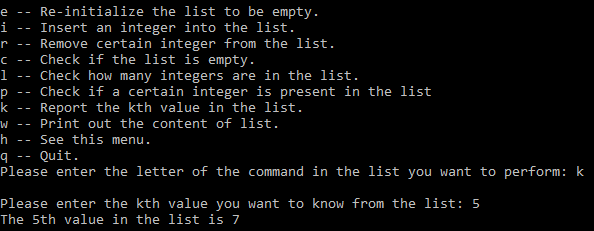 e -- Re-initialize the list to be empty.
i -- Insert an integer into the list.
r -- Remove certain integer from the list.
c -- Check if the list is empty.
l -- Check how many integers are in the list.
p -- Check if a certain integer is present in the list
k -- Report the kth value in the list.
w -- Print out the content of list.
h -- See this menu.
q -- Quit.
Please enter the letter of the command in the list you want to perform: k
Please enter the kth value you want to know from the list: 5
The 5th value in the list is 7